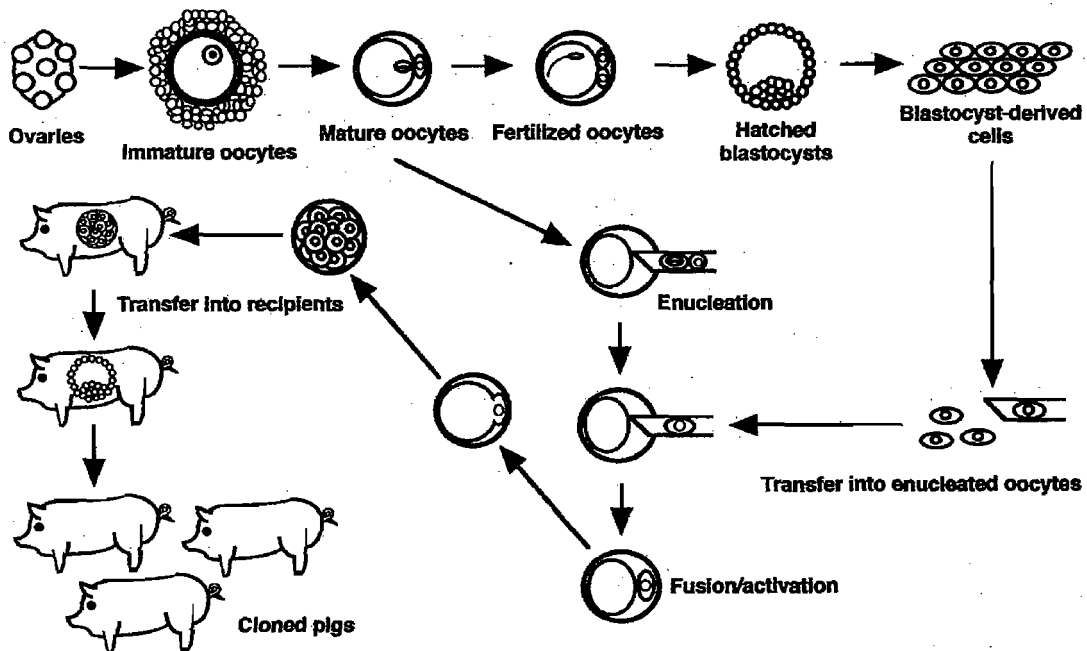 Ovaries
Immature oocytes
Mature oocytes
Fertilized oocytes
Hatched
blastocysts
Blastocyst-derived
cells
Transfer into recipients
Enucleation
Transfer into enucleated oocytes
Fusion/activation
Cloned pigs